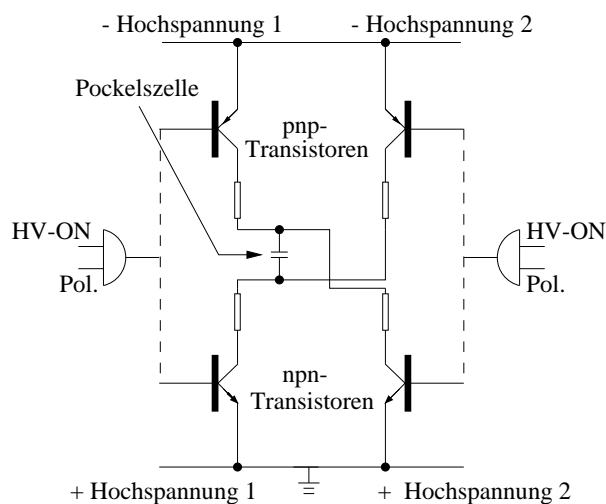 - Hochspannung 1
- Hochspannung 2
Pockelszelle
pnp-
Transistoren
HV-ON
Pol.
HV-ON
Pol.
npn-
Transistoren
+ Hochspannung 1
+ Hochspannung 2